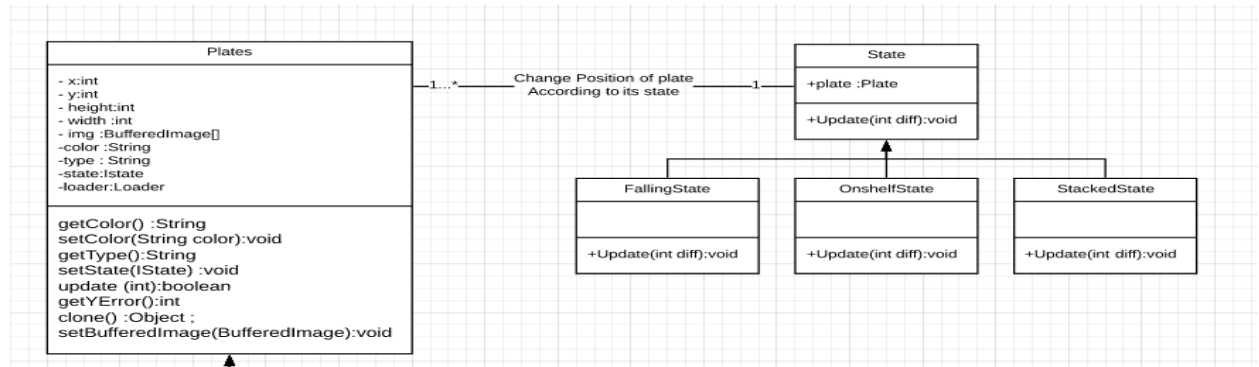 Plates
- x:int
- y:int
- height:int
- width :int
- img :BufferedImage[]
-color :String
-type : String
-state:Istate
-loader:Loader
getColor() :String
setColor(String color):void
getType():String
setState(IState) :void
update (int):boolean
getYError():int
clone() :Object ;
setBufferedImage(BufferedImage):void
1...*
Change Position of plate
According to its state
1
State
+plate :Plate
+Update(int diff):void
FallingState
+Update(int diff):void
OnshelfState
+Update(int diff):void
StackedState
+Update(int diff):void